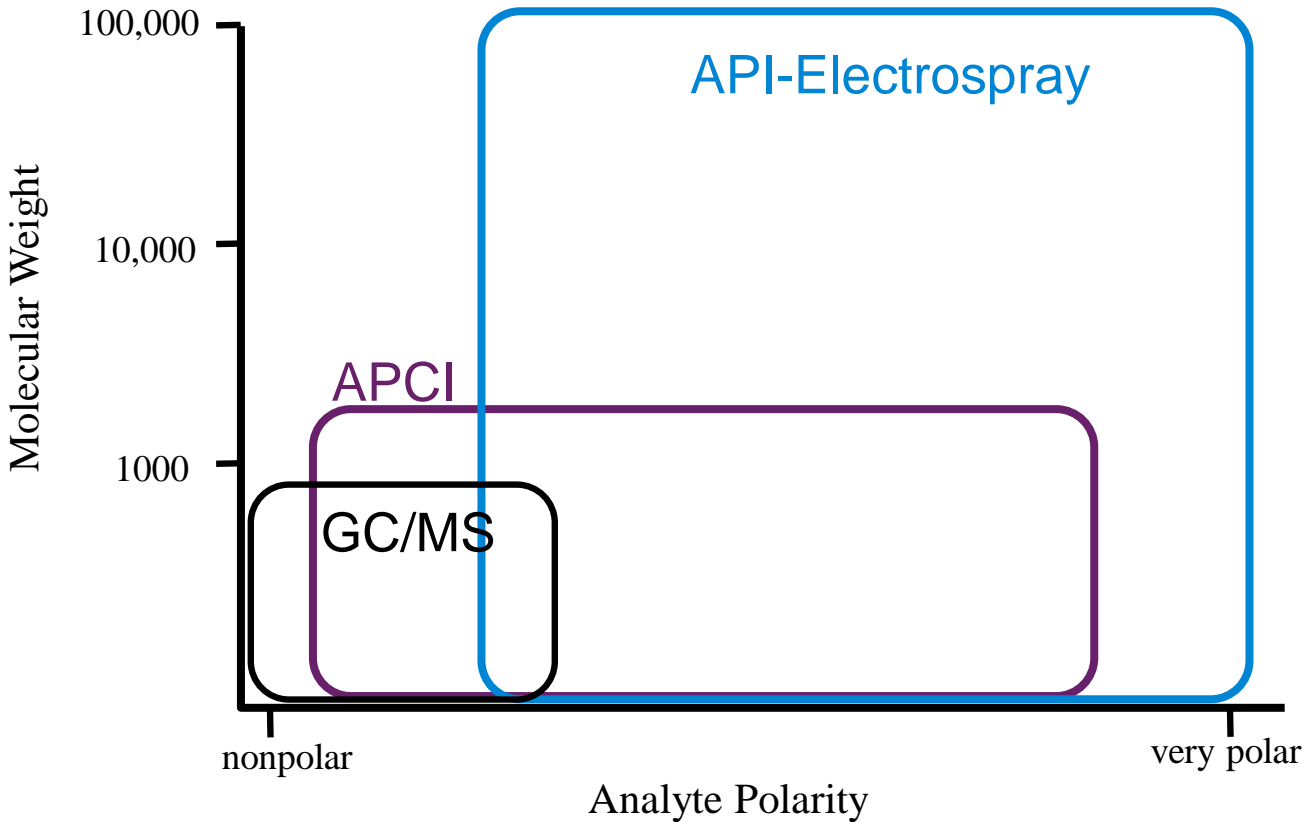 100,000
API-Electrospray
Molecular Weight
10,000
APCI
1000
GC/MS
nonpolar
very polar
Analyte Polarity